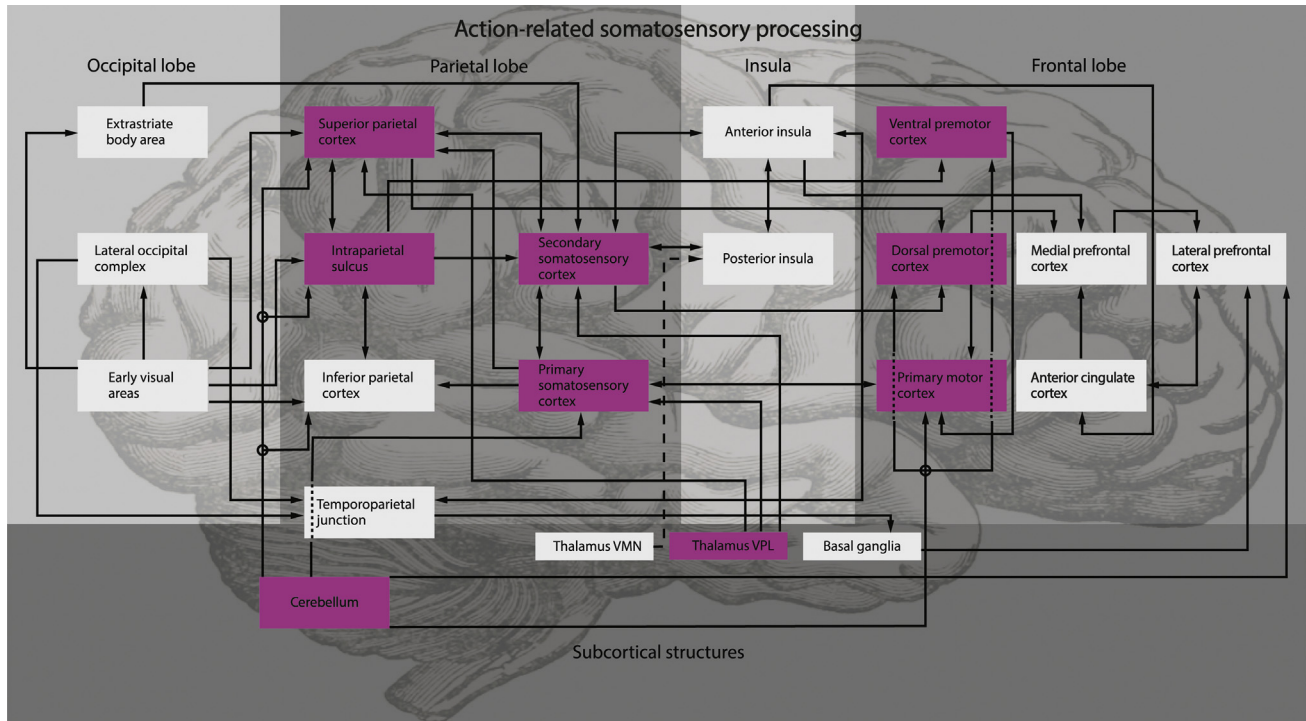 Action-related somatosensory processing
Occipital lobe
Parietal lobe
Insula
Frontal lobe
Extrastriate
body area
Superior parietal
cortex
Anterior insula
Ventral premotor
cortex
Lateral occipital
complex
Intraparietal
sulcus
Secondary
somatosensory
cortex
Posterior insula
Dorsal premotor
cortex
Medial prefrontal
cortex
Lateral prefrontal
cortex
Early visual
areas
Inferior parietal
cortex
Primary
somatosensory
cortex
Primary motor
cortex
Anterior cingulate
cortex
Temporoparietal
junction
Thalamus VMN
Thalamus VPL
Basal ganglia
Cerebellum
Subcortical structures